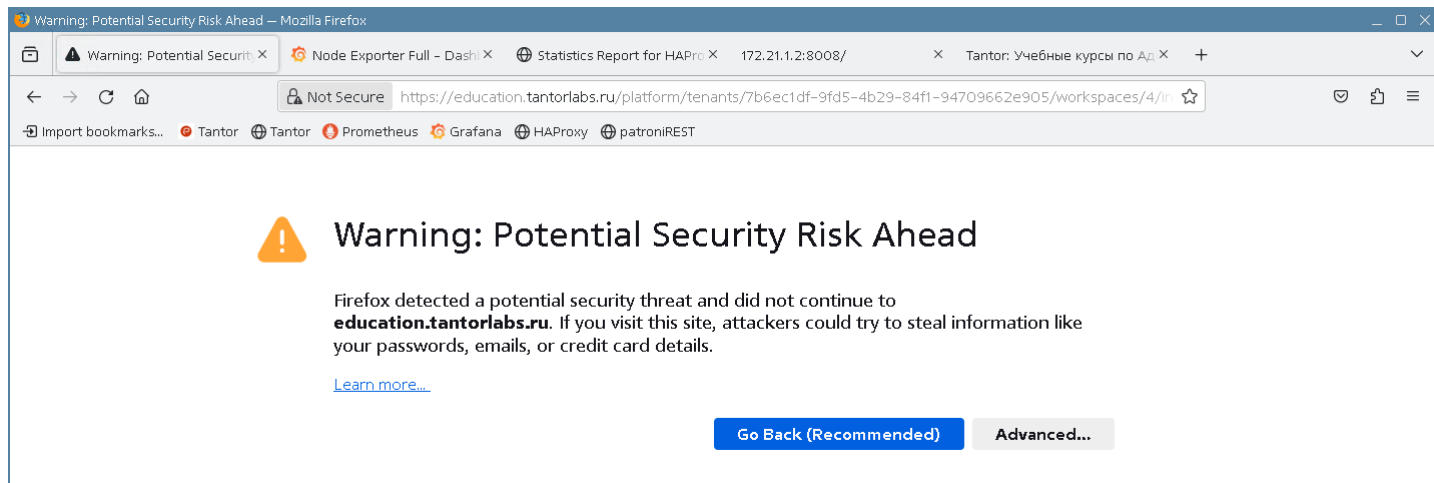 Warning: Potential Security Risk Ahead — Mozilla Firefox
Warning: Potential Securit Node Exporter Full - Dash Statistics Report for HAPro 172.21.1.2:8008/ Tantor: Учебные курсы по Ад
Not Secure https://education.tantorlabs.ru/platform/tenants/7b6ec1df-9fd5-4b29-84f1-94709662e905/workspaces/4/in
Import bookmarks... Tantor Tantor Prometheus Grafana HAProxy patroniREST
Warning: Potential Security Risk Ahead
Firefox detected a potential security threat and did not continue to
education.tantorlabs.ru. If you visit this site, attackers could try to steal information like
your passwords, emails, or credit card details.
Learn more...
Go Back (Recommended) Advanced...